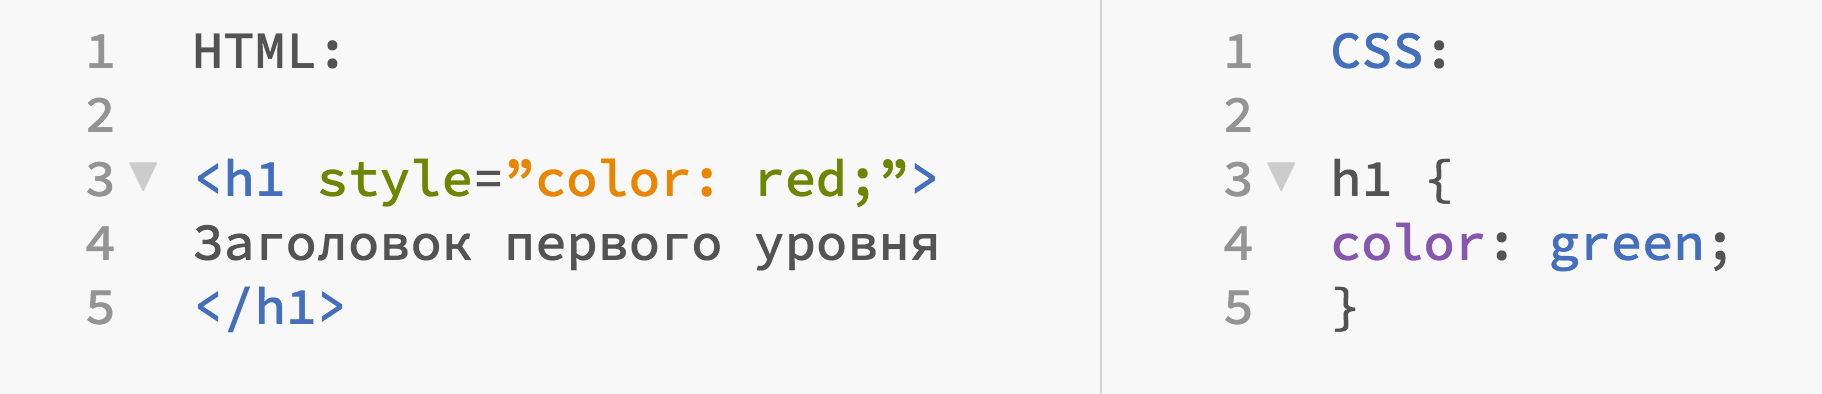 1 HTML:
2
3 <h1 style=”color: red;”>
4 Заголовок первого уровня
5 </h1>
1 CSS:
2
3 h1 {
4 color: green;
5 }